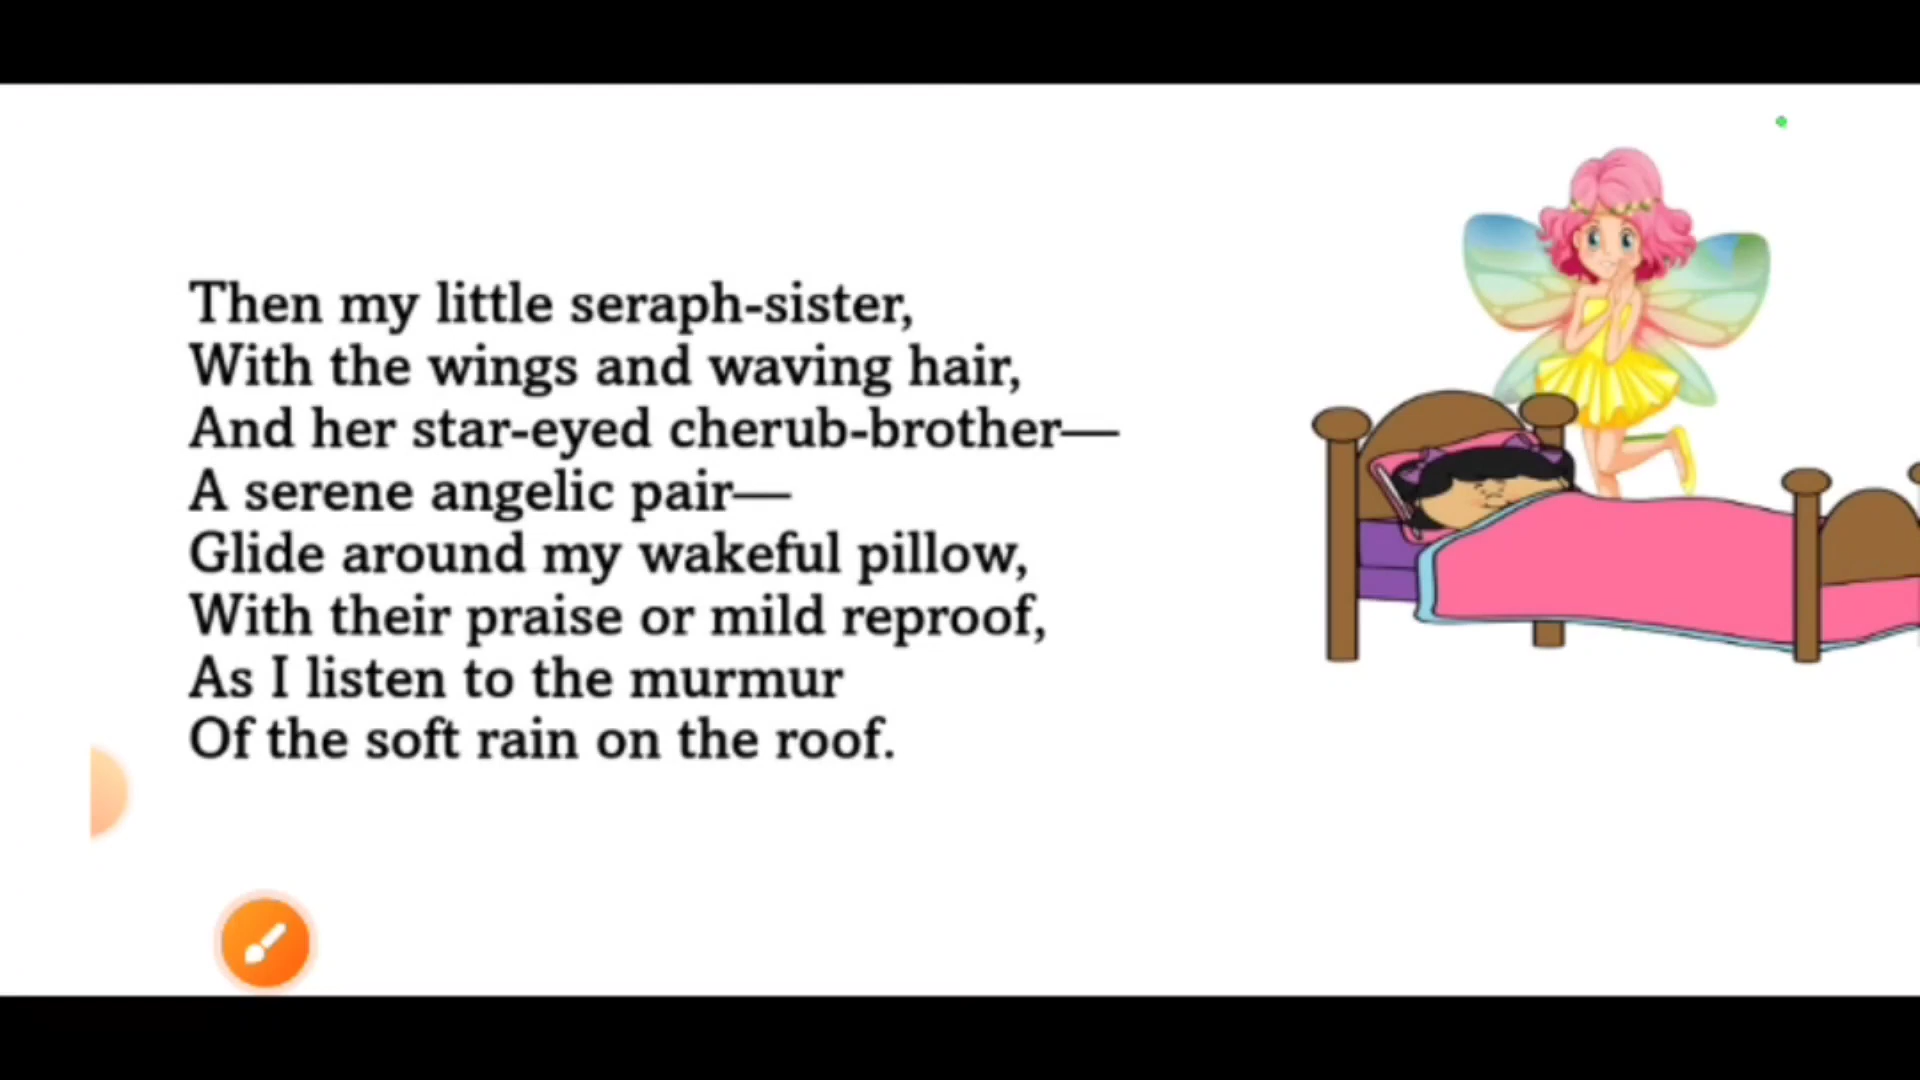 Then my little seraph-sister,
With the wings and waving hair,
And her star-eyed cherub-brother—
A serene angelic pair—
Glide around my wakeful pillow,
With their praise or mild reproof,
As I listen to the murmur
Of the soft rain on the roof.